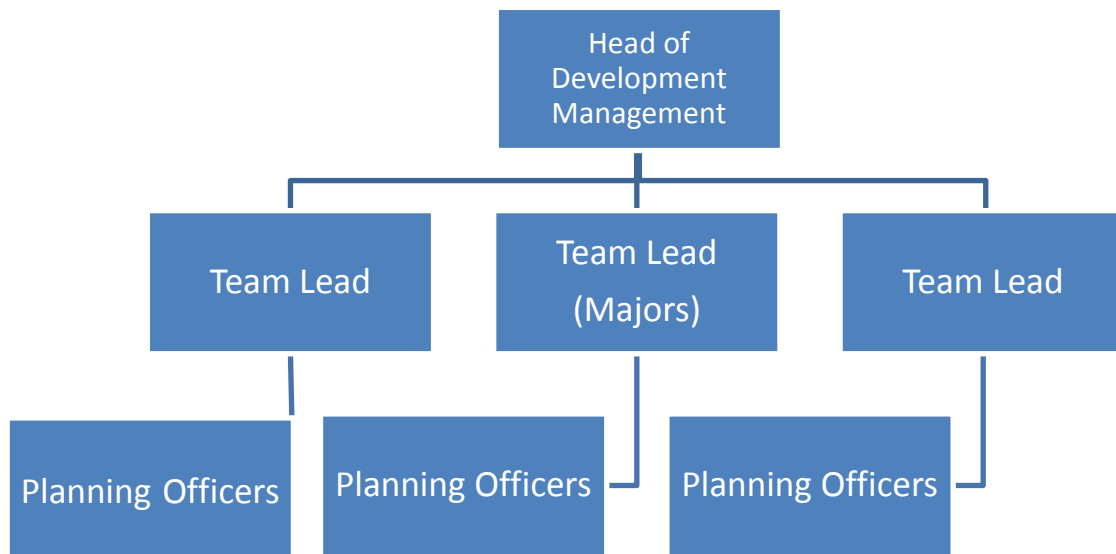 Head of
Development
Management
Team Lead
Team Lead
(Majors)
Team Lead
Planning Officers
Planning Officers
Planning Officers